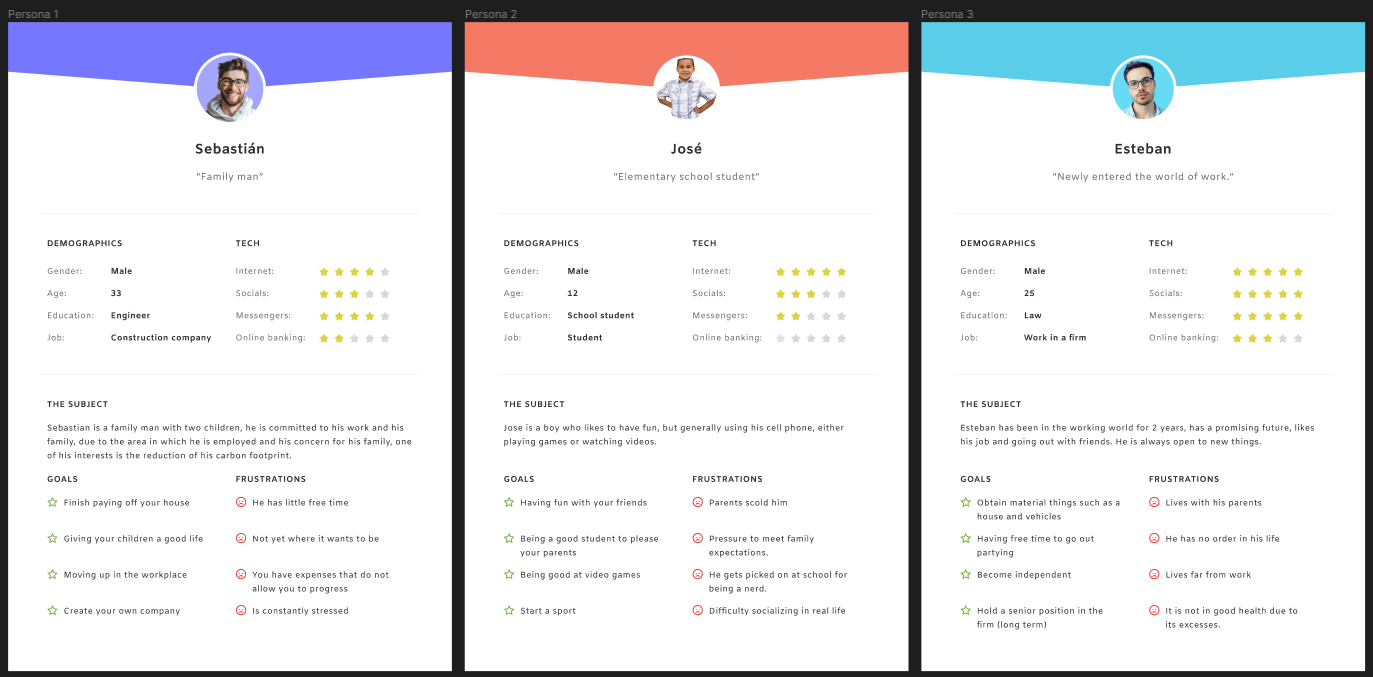 Persona 1
Sebastián
"Family man"
DEMOGRAPHICS
Gender: Male
Age: 33
Education: Engineer
Job: Construction company
TECH
Internet:
Socials:
Messengers:
Online banking:
THE SUBJECT
Sebastian is a family man with two children, he is committed to his work and his
family, due to the area in which he is employed and his concern for his family, one
of his interests is the reduction of his carbon footprint.
GOALS
Finish paying off your house
Giving your children a good life
Moving up in the workplace
Create your own company
FRUSTRATIONS
He has little free time
Not yet where it wants to be
You have expenses that do not
allow you to progress
Is constantly stressed
Persona 2
José
"Elementary school student"
DEMOGRAPHICS
Gender: Male
Age: 12
Education: School student
Job: Student
TECH
Internet:
Socials:
Messengers:
Online banking:
THE SUBJECT
Jose is a boy who likes to have fun, but generally using his cell phone, either
playing games or watching videos.
GOALS
Having fun with your friends
Being a good student to please
your parents
Being good at video games
Start a sport
FRUSTRATIONS
Parents scold him
Pressure to meet family
expectations.
He gets picked on at school for
being a nerd.
Difficulty socializing in real life
Persona 3
Esteban
"Newly entered the world of work."
DEMOGRAPHICS
Gender: Male
Age: 25
Education: Law
Job: Work in a firm
TECH
Internet:
Socials:
Messengers:
Online banking:
THE SUBJECT
Esteban has been in the working world for 2 years, has a promising future, likes
his job and going out with friends. He is always open to new things.
GOALS
Obtain material things such as a
house and vehicles
Having free time to go out
partying
Become independent
Hold a senior position in the
firm (long term)
FRUSTRATIONS
Lives with his parents
He has no order in his life
Lives far from work
It is not in good health due to
its excesses.